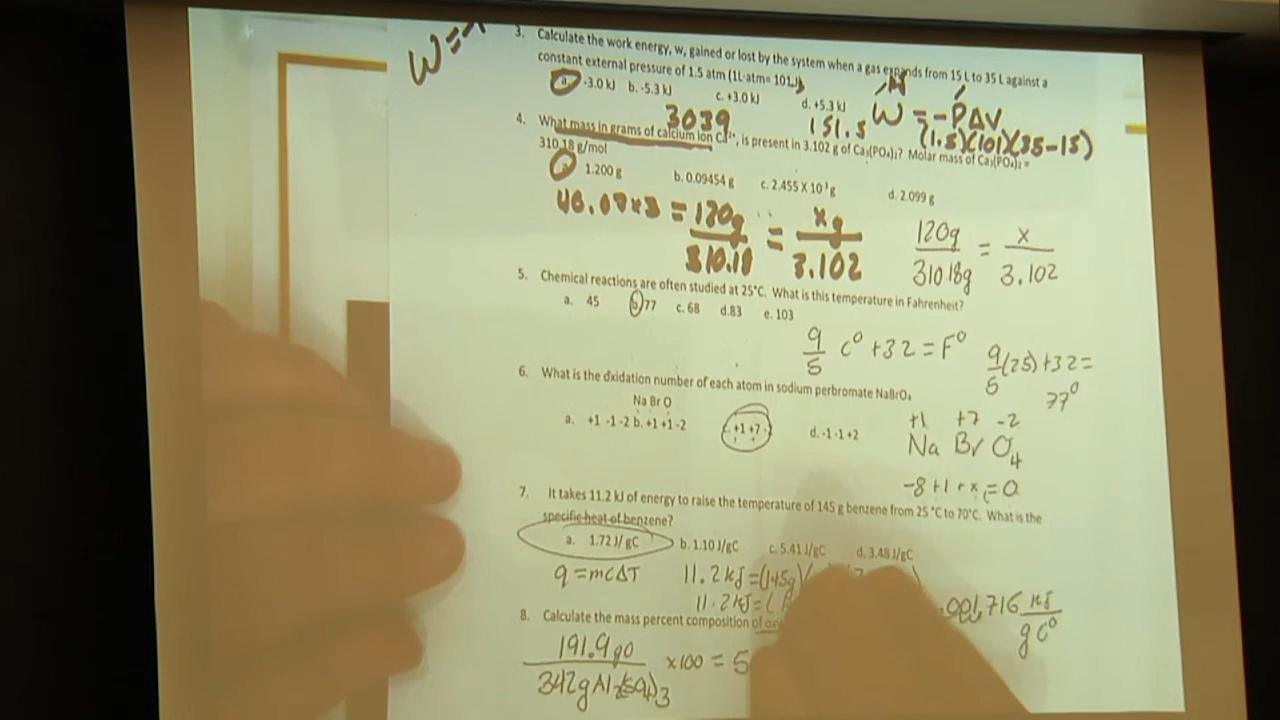 W=
3. Calculate the work energy, w, gained or lost by the system when a gas expands from 15 L to 35 L against a
constant external pressure of 1.5 atm (1L·atm= 101J)
a. -3.0 kJ b. -5.3 kJ c. +3.0 kJ d. +5.3 kJ
3039 151.5 W = -PΔV
(1.5)(101)(35-15)
4. What mass in grams of calcium ion Ca²⁺, is present in 3.102 g of Ca₃(PO₄)₂? Molar mass of Ca₃(PO₄)₂ =
310.18 g/mol
1.200 g b. 0.09454 g c. 2.455 X 10³ g d. 2.099 g
= 120g / 310.18 = x g / 3.102
120g / 310.18g = x / 3.102
5. Chemical reactions are often studied at 25°C. What is this temperature in Fahrenheit?
a. 45 b 77 c. 68 d.83 e. 103
9/5 C° +32 = F°
9/5 (25) +32 =
77°
6. What is the oxidation number of each atom in sodium perbromate NaBrO₄
Na Br O
a. +1 -1 -2 b. +1 +1 -2 +1 +7 d. -1 -1 +2
+1 +7 -2
Na Br O₄
-8 +1 + x = 0
7. It takes 11.2 kJ of energy to raise the temperature of 145 g benzene from 25 °C to 70°C. What is the
specific heat of benzene?
a. 1.72 J/gC b. 1.10 J/gC c. 5.41 J/gC d. 3.48 J/gC
q = mCΔT 11.2 kJ = (145g)(
11.2 kJ = (
.001716 kJ / g C°
8. Calculate the mass percent composition of
191.9 g O / 342 g Al₂(SO₄)₃ x100 = 5